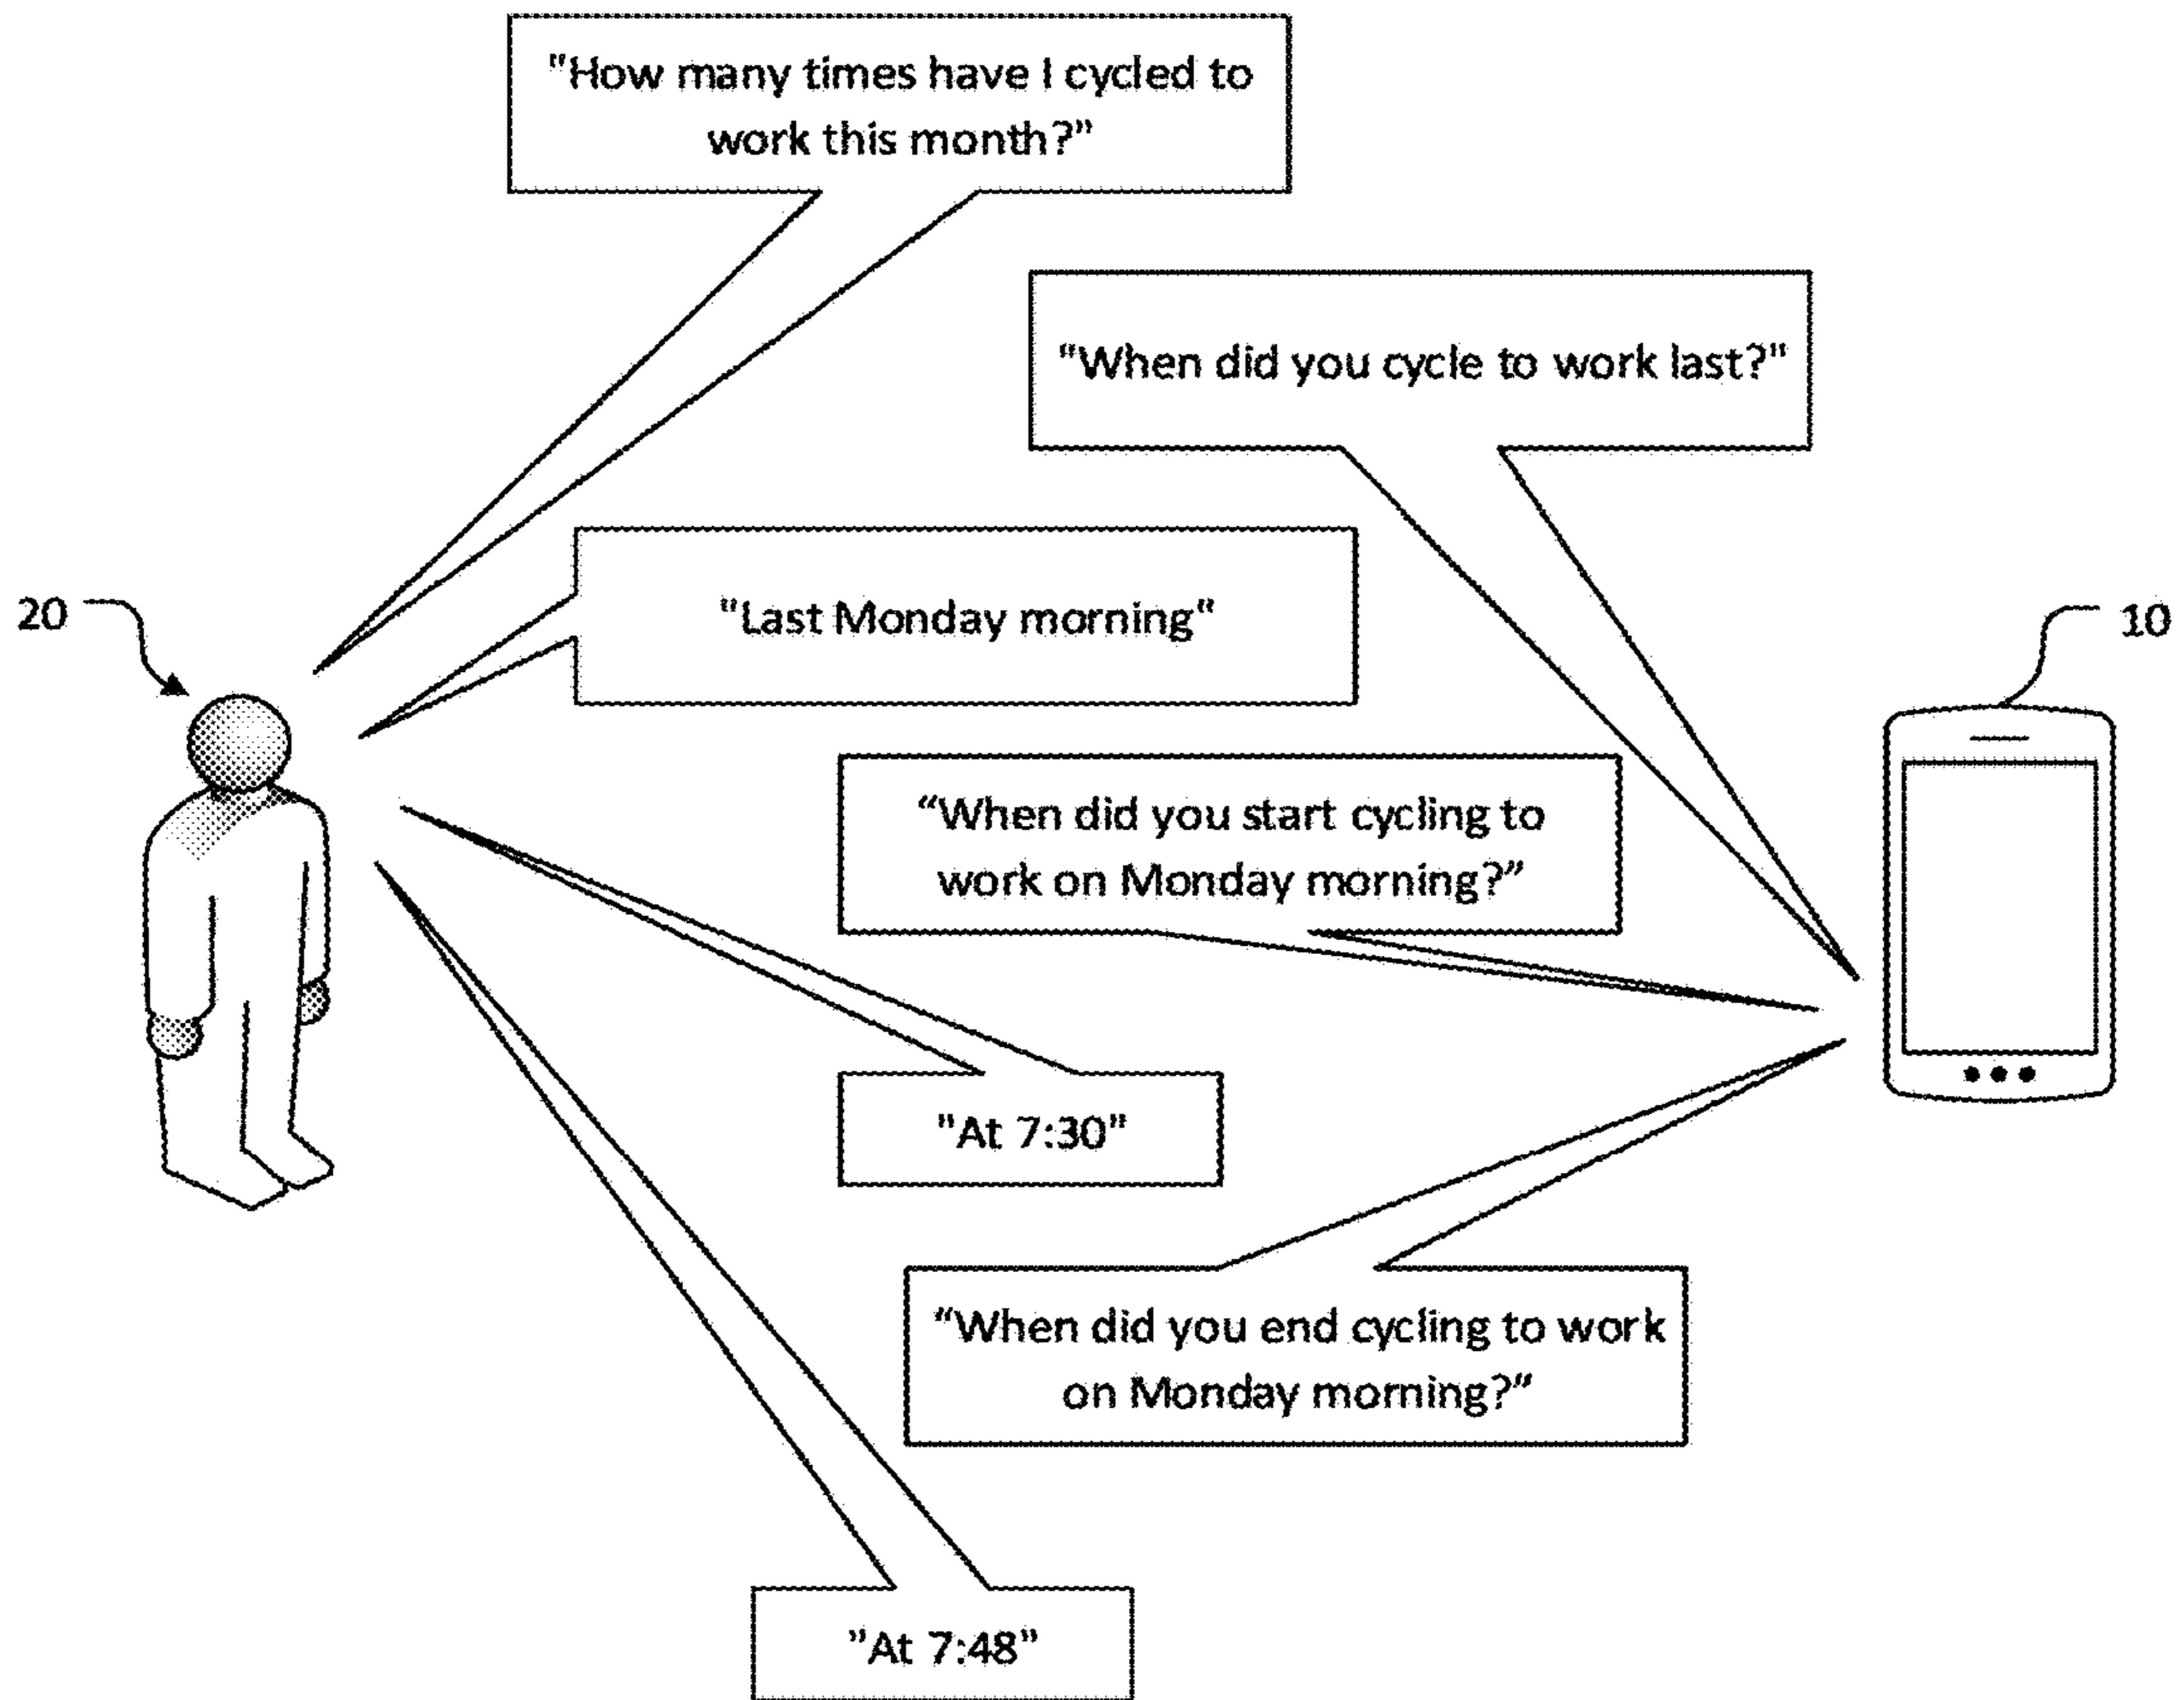 "How many times have I cycled to
work this month?"
"When did you cycle to work last?"
20
"Last Monday morning"
10
“When did you start cycling to
work on Monday morning?”
"At 7:30"
“When did you end cycling to work
on Monday morning?”
"At 7:48"